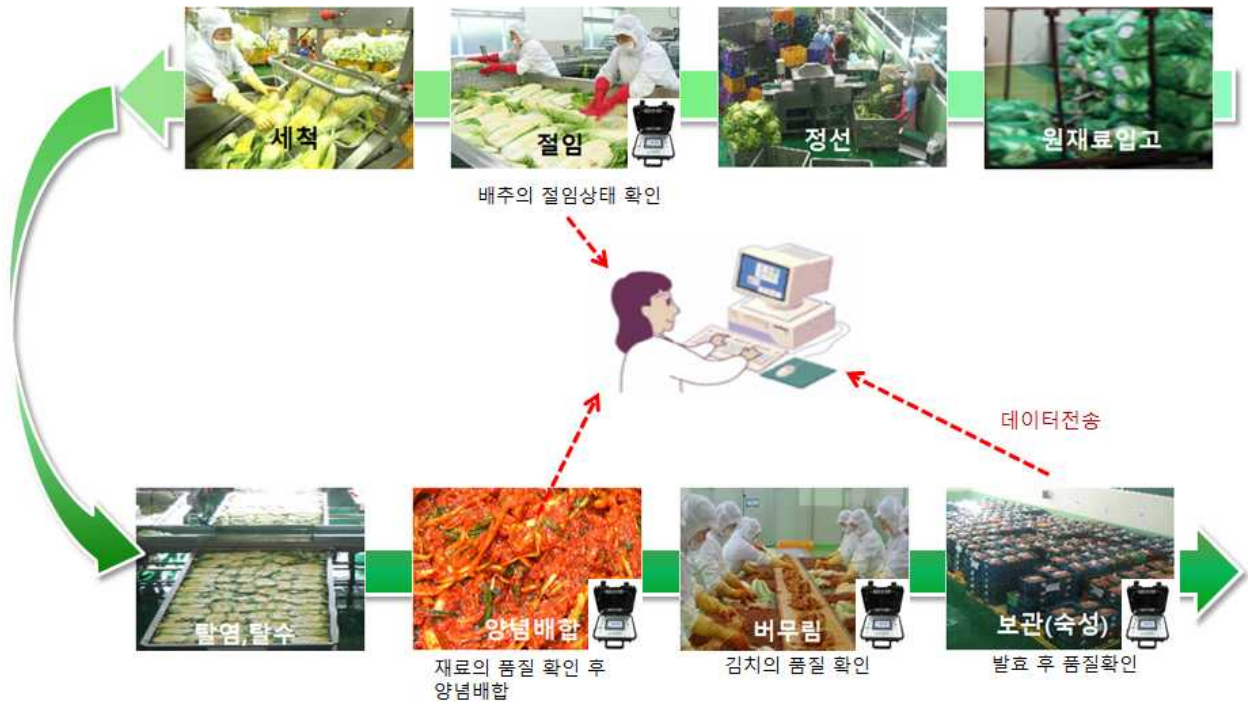 세척
절임
정선
원재료입고
배추의 절임상태 확인
데이터전송
탈염,탈수
양념배합
버무림
보관(숙성)
재료의 품질 확인 후
양념배합
김치의 품질 확인
발효 후 품질확인